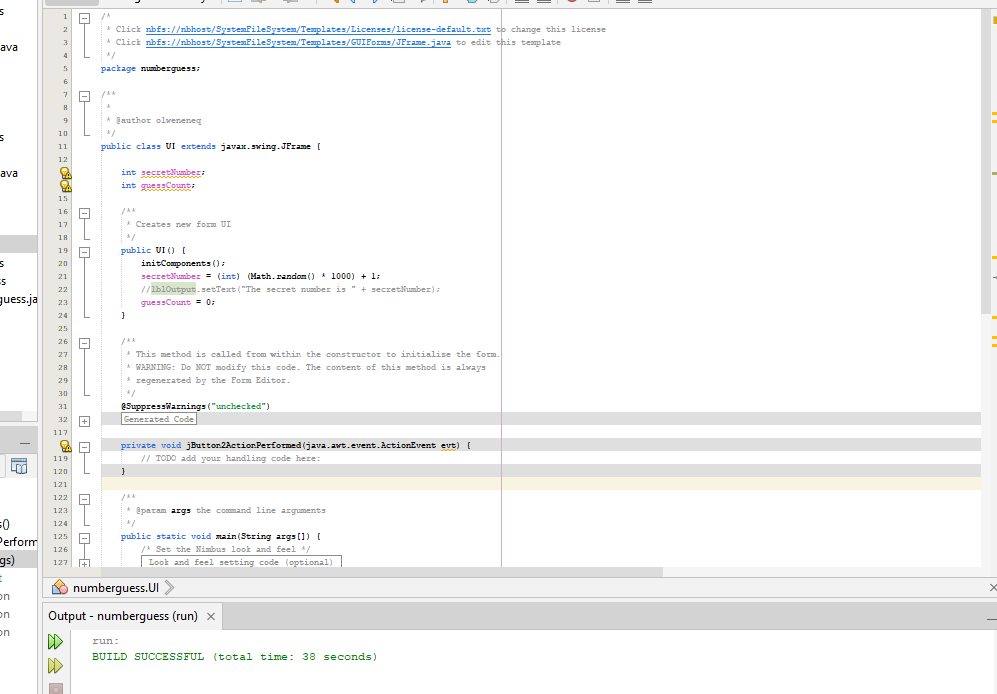 s
ava
s
ava
s
ss
guess.ja
s()
Perform
gs)
t
on
on
on
1 /*
2 * Click nbfs://nbhost/SystemFileSystem/Templates/Licenses/license-default.txt to change this license
3 * Click nbfs://nbhost/SystemFileSystem/Templates/GUIForms/JFrame.java to edit this template
4 */
5 package numberguess;
6
7 /**
8 *
9 * @author olweneneq
10 */
11 public class UI extends javax.swing.JFrame {
12
int secretNumber;
int guessCount;
15
16 /**
17 * Creates new form UI
18 */
19 public UI() {
20 initComponents();
21 secretNumber = (int) (Math.random() * 1000) + 1;
22 //lblOutput.setText("The secret number is " + secretNumber);
23 guessCount = 0;
24 }
25
26 /**
27 * This method is called from within the constructor to initialize the form.
28 * WARNING: Do NOT modify this code. The content of this method is always
29 * regenerated by the Form Editor.
30 */
31 @SuppressWarnings("unchecked")
32 Generated Code
117
private void jButton2ActionPerformed(java.awt.event.ActionEvent evt) {
119 // TODO add your handling code here:
120 }
121
122 /**
123 * @param args the command line arguments
124 */
125 public static void main(String args[]) {
126 /* Set the Nimbus look and feel */
127 Look and feel setting code (optional)
numberguess.UI
Output - numberguess (run)
run:
BUILD SUCCESSFUL (total time: 38 seconds)